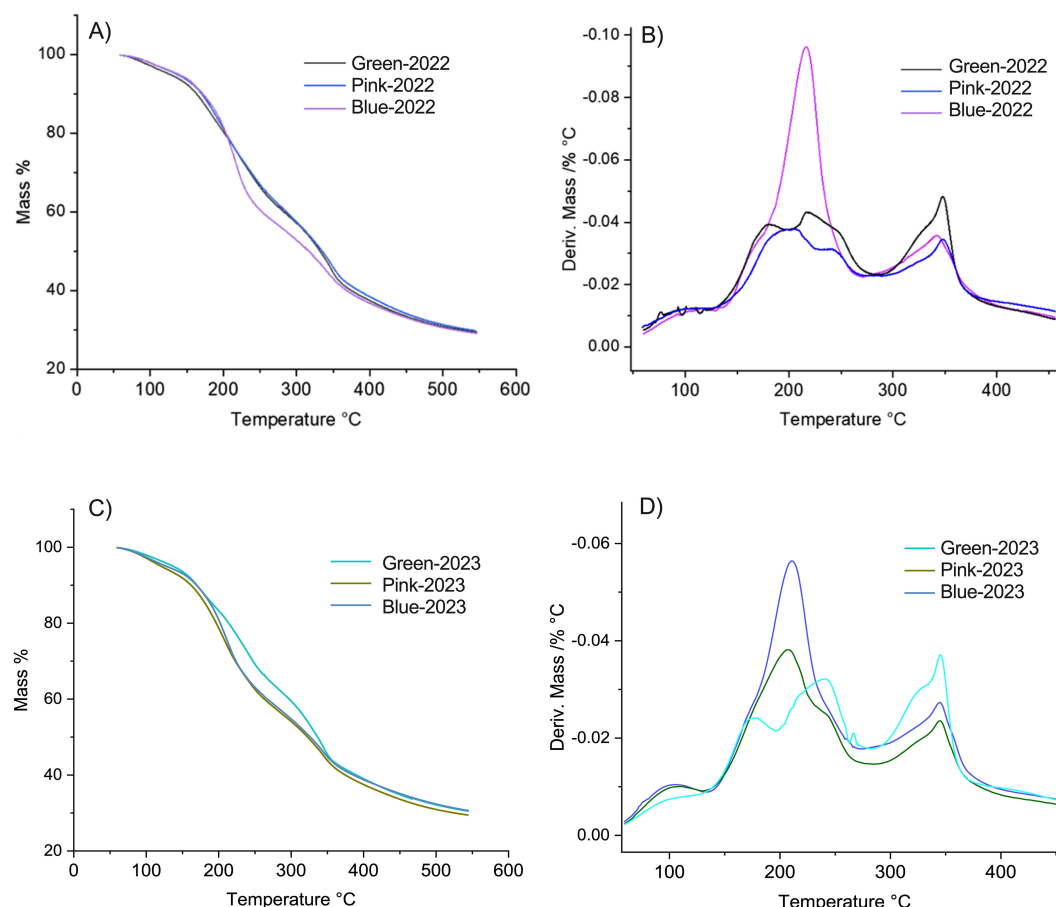 A)
Green-2022
Pink-2022
Blue-2022
Mass %
100
80
60
40
20
0 100 200 300 400 500 600
Temperature °C
B)
Green-2022
Pink-2022
Blue-2022
Deriv. Mass /% °C
-0.10
-0.08
-0.06
-0.04
-0.02
0.00
100 200 300 400
Temperature °C
C)
Green-2023
Pink-2023
Blue-2023
Mass %
100
80
60
40
20
0 100 200 300 400 500 600
Temperature °C
D)
Green-2023
Pink-2023
Blue-2023
Deriv. Mass /% °C
-0.06
-0.04
-0.02
0.00
100 200 300 400
Temperature °C